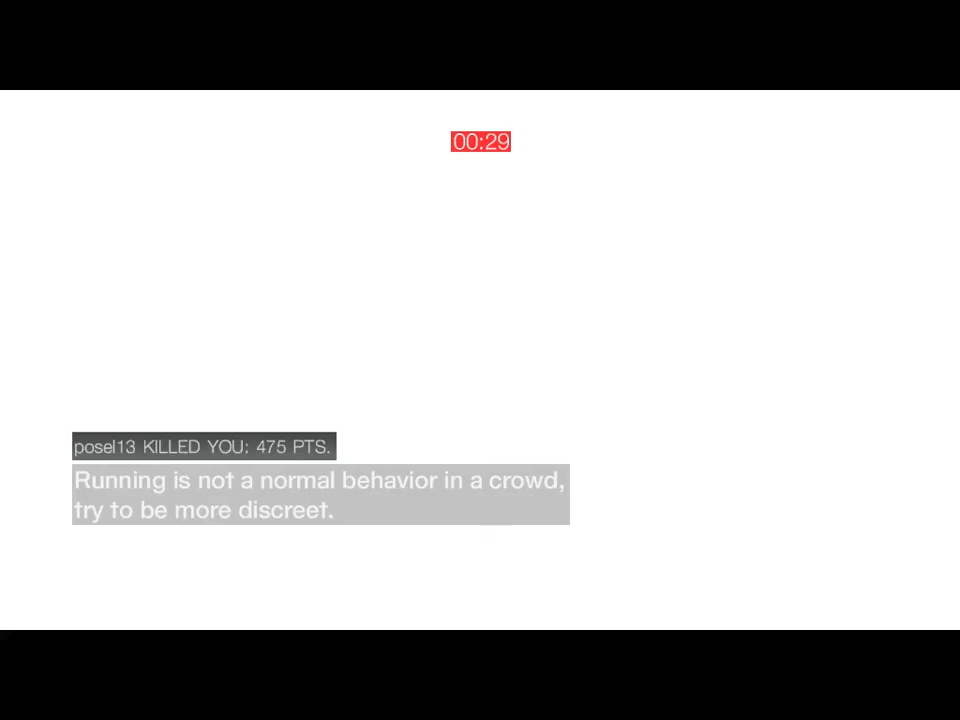 00:29
posel13 KILLED YOU: 475 PTS.
Running is not a normal behavior in a crowd,
try to be more discreet.